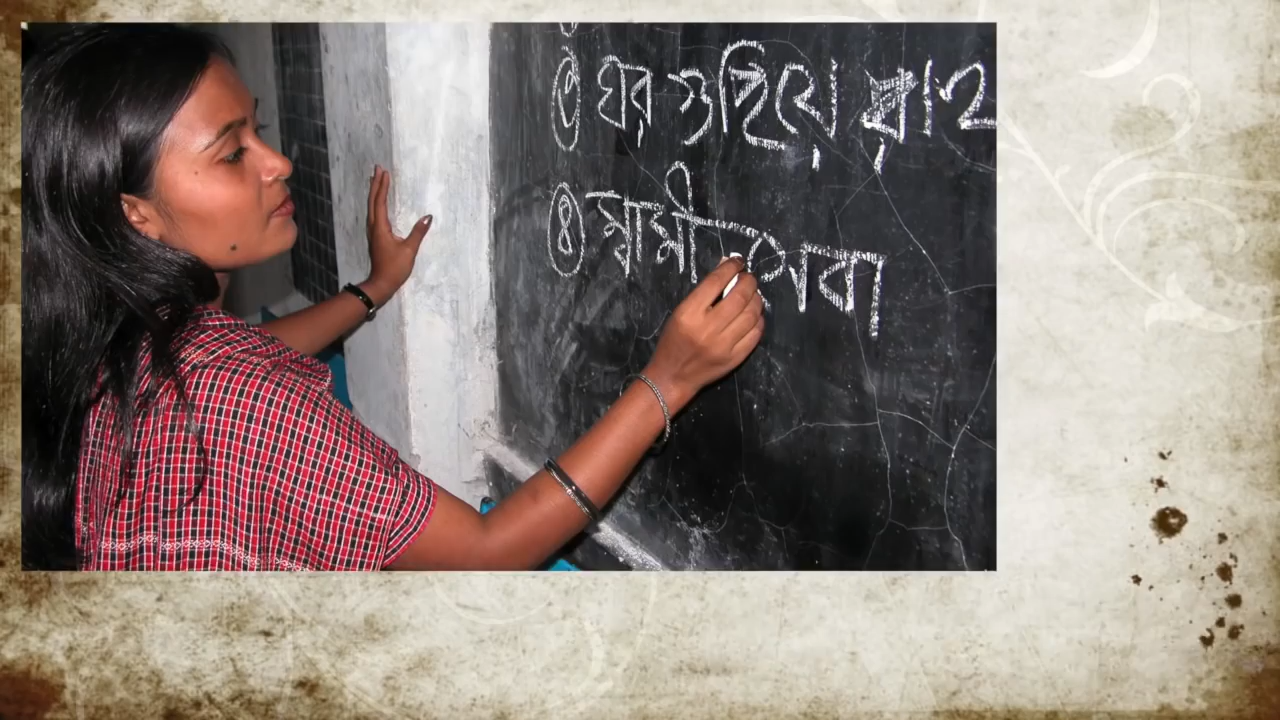 ৩ ঘর গুছিয়ে রাখ
৪ স্বামী সেবা